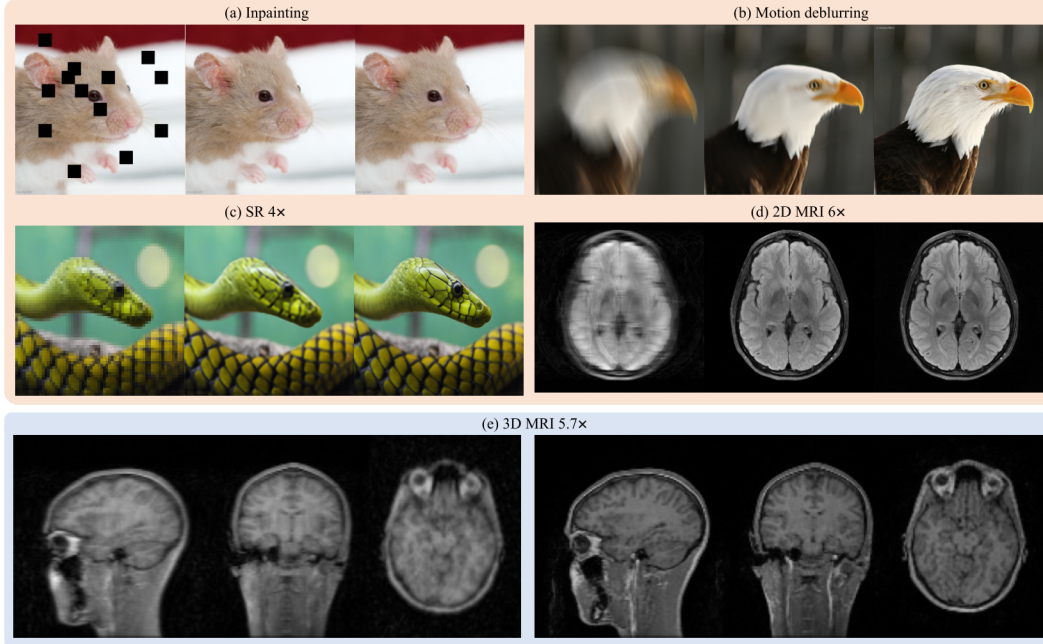 (a) Inpainting
(b) Motion deblurring
(c) SR 4×
(d) 2D MRI 6×
(e) 3D MRI 5.7×